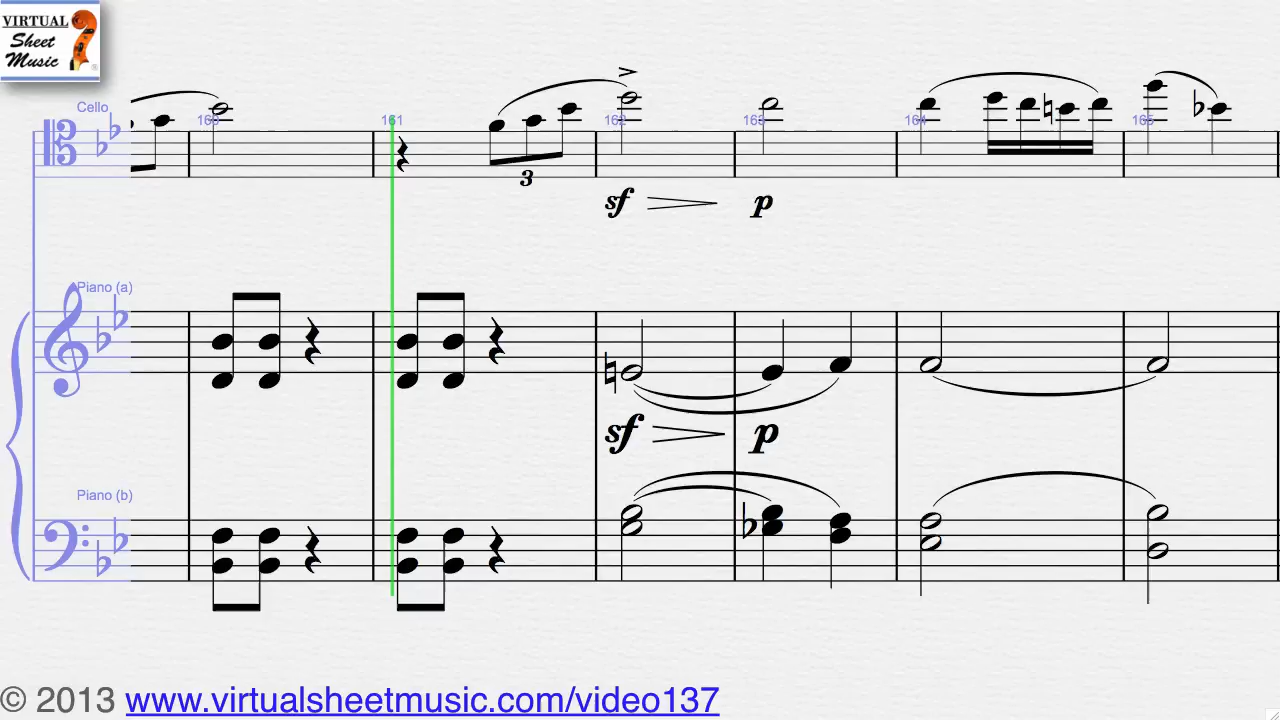 VIRTUAL
Sheet
Music
Cello
160
161
162
163
164
165
3
sf
p
Piano (a)
sf
p
Piano (b)
© 2013 www.virtualsheetmusic.com/video137